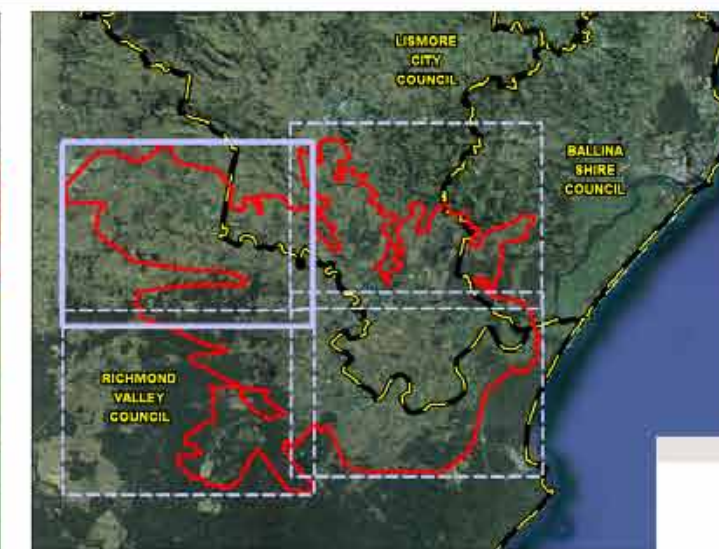 LISMORE
CITY
COUNCIL
BALLINA
SHIRE
COUNCIL
RICHMOND
VALLEY
COUNCIL